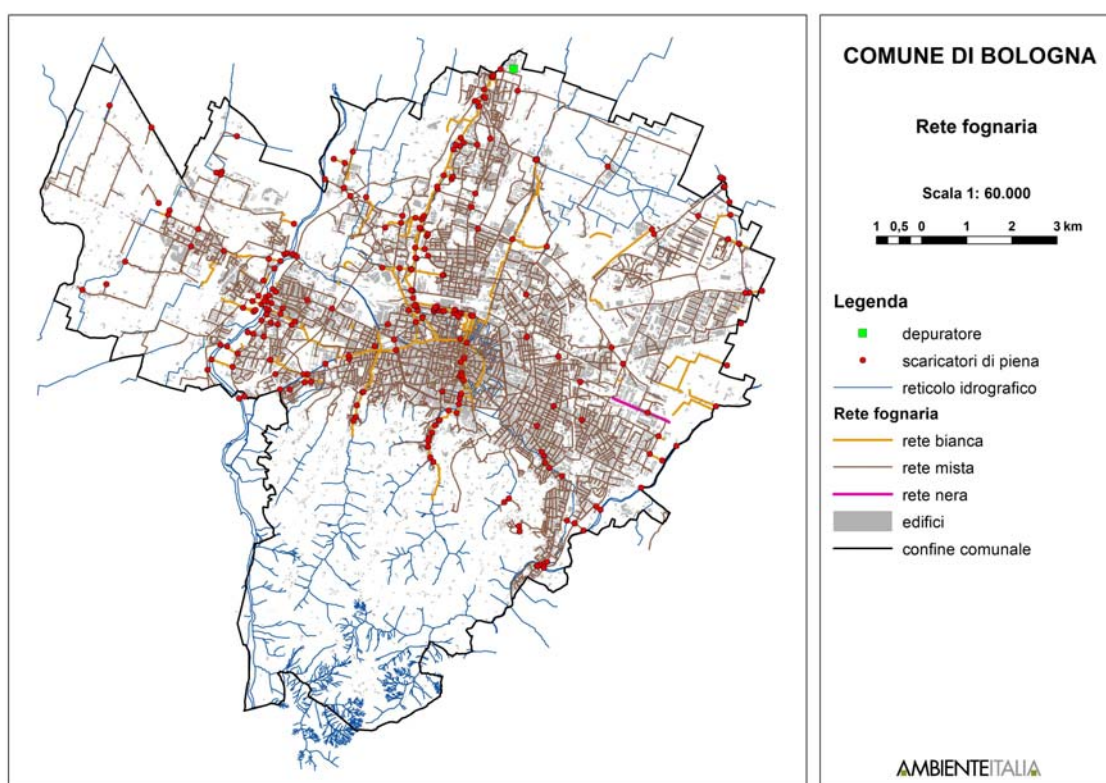 COMUNE DI BOLOGNA
Rete fognaria
Scala 1: 60.000
1 0,5 0 1 2 3 km
Legenda
depuratore
scaricatori di piena
reticolo idrografico
Rete fognaria
rete bianca
rete mista
rete nera
edifici
confine comunale
AMBIENTEITALIA